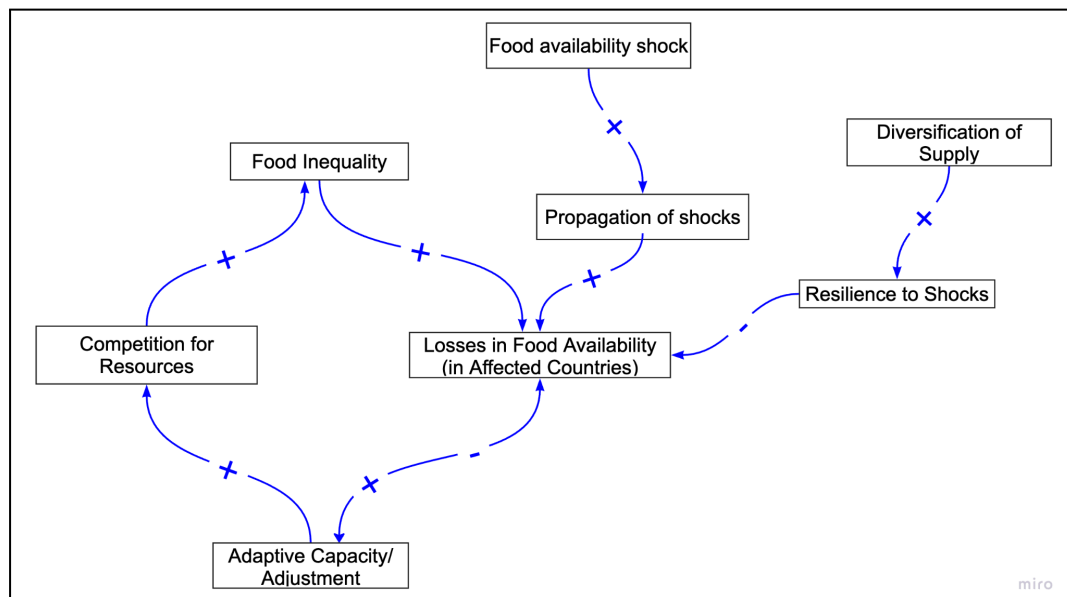 Food availability shock
+
Diversification of
Supply
Food Inequality
Propagation of shocks
+
+
+
+
+
Resilience to Shocks
-
Competition for
Resources
Losses in Food Availability
(in Affected Countries)
+
+
-
Adaptive Capacity/
Adjustment
miro